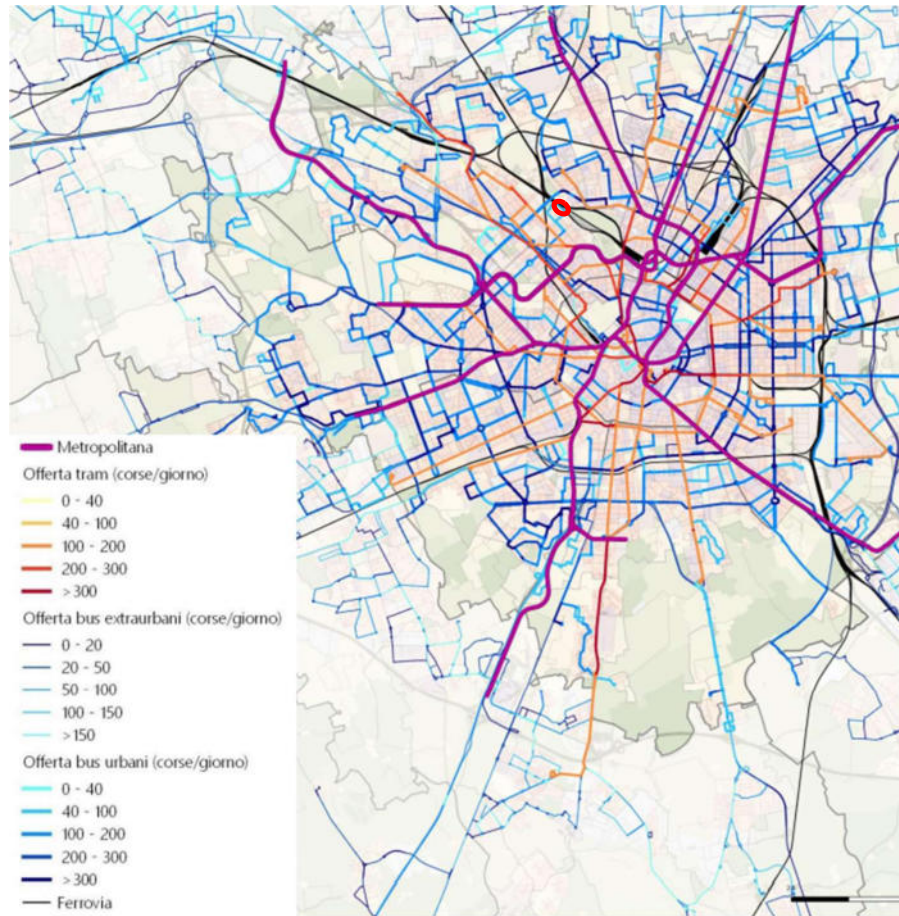 Metropolitana
Offerta tram (corse/giorno)
0 - 40
40 - 100
100 - 200
200 - 300
>300
Offerta bus extraurbani (corse/giorno)
0 - 20
20 - 50
50 - 100
100 - 150
>150
Offerta bus urbani (corse/giorno)
0 - 40
40 - 100
100 - 200
200 - 300
>300
Ferrovia